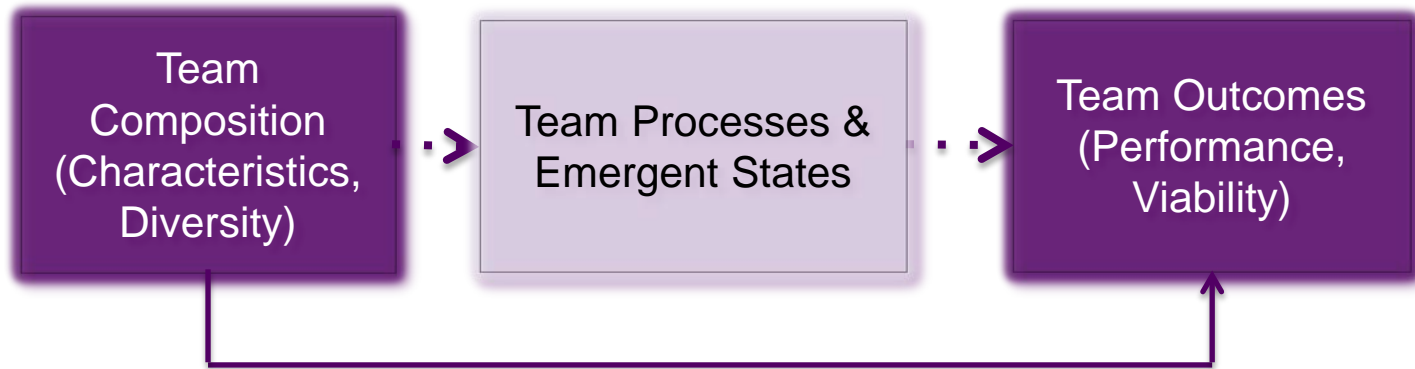 Team
Composition
(Characteristics,
Diversity)
Team Processes &
Emergent States
Team Outcomes
(Performance,
Viability)